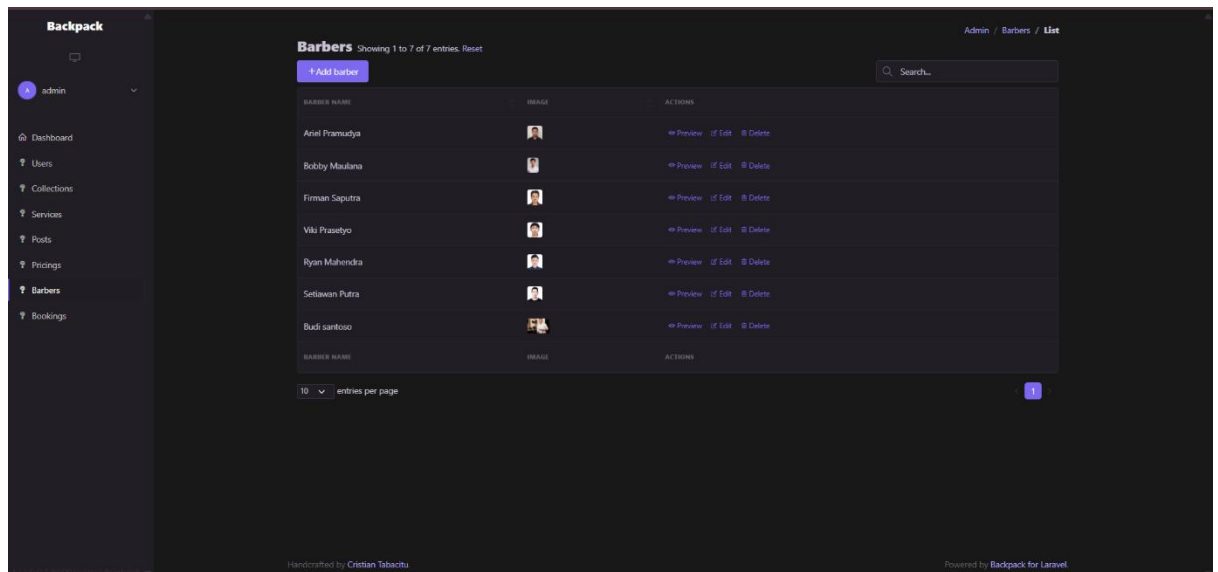 Backpack
A admin
Dashboard
Users
Collections
Services
Posts
Pricings
Barbers
Bookings
Admin / Barbers / List
Barbers Showing 1 to 7 of 7 entries. Reset
+Add barber
Search...
BARBER NAME IMAGE ACTIONS
Ariel Pramudya Preview Edit Delete
Bobby Maulana Preview Edit Delete
Firman Saputra Preview Edit Delete
Viki Prasetyo Preview Edit Delete
Ryan Mahendra Preview Edit Delete
Setiawan Putra Preview Edit Delete
Budi santoso Preview Edit Delete
BARBER NAME IMAGE ACTIONS
10 entries per page
1
Handcrafted by Cristian Tabacitu.
Powered by Backpack for Laravel.